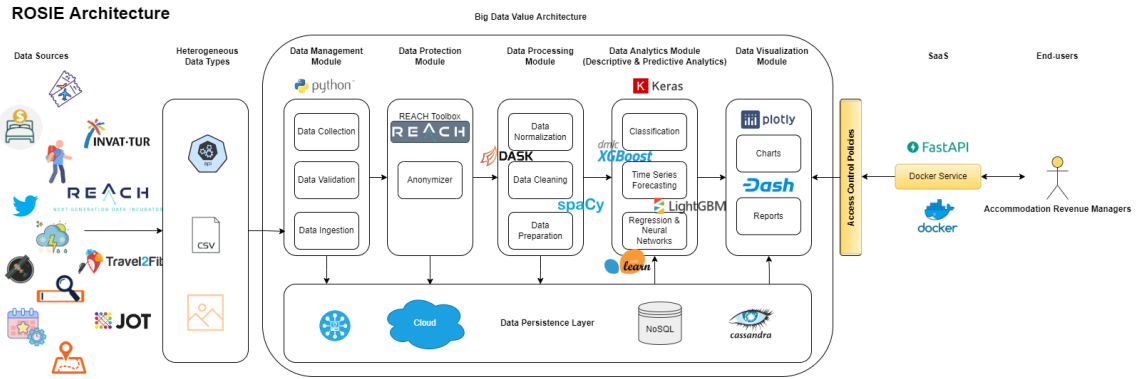 ROSIE Architecture
Big Data Value Architecture
Data Sources
Heterogeneous
Data Types
Data Management
Module
Data Protection
Module
Data Processing
Module
Data Analytics Module
(Descriptive & Predictive Analytics)
Data Visualization
Module
SaaS
End-users
INVAT·TUR
REACH
NEXT GENERATION DATA INCUBATOR
Travel2Fit
JOT
api
CSV
python
Data Collection
Data Validation
Data Ingestion
REACH Toolbox
REACH
Anonymizer
DASK
Data
Normalization
Data Cleaning
spaCy
Data
Preparation
Keras
Classification
dmlc
XGBoost
Time Series
Forecasting
LightGBM
Regression &
Neural
Networks
learn
plotly
Charts
Dash
Reports
Access Control Policies
FastAPI
Docker Service
docker
Accommodation Revenue Managers
Cloud
Data Persistence Layer
NoSQL
cassandra